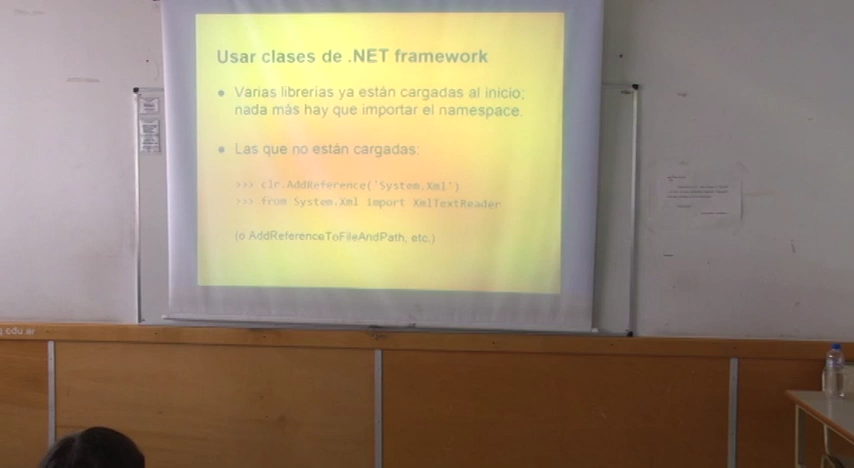 Usar clases de .NET framework
Varias librerías ya están cargadas al inicio;
nada más hay que importar el namespace.
Las que no están cargadas:
>>> clr.AddReference('System.Xml')
>>> from System.Xml import XmlTextReader
(o AddReferenceToFileAndPath, etc.)
edu.ar